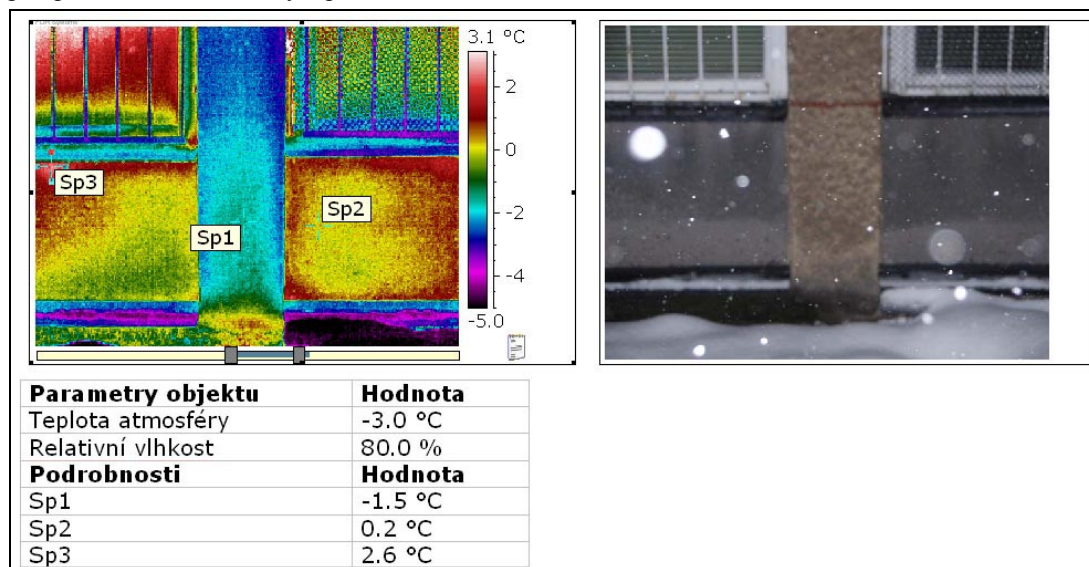 3.1 °C
2
0
-2
-4
-5.0
Sp3
Sp2
Sp1
Parametry objektu Hodnota
Teplota atmosféry -3.0 °C
Relativní vlhkost 80.0 %
Podrobnosti Hodnota
Sp1 -1.5 °C
Sp2 0.2 °C
Sp3 2.6 °C